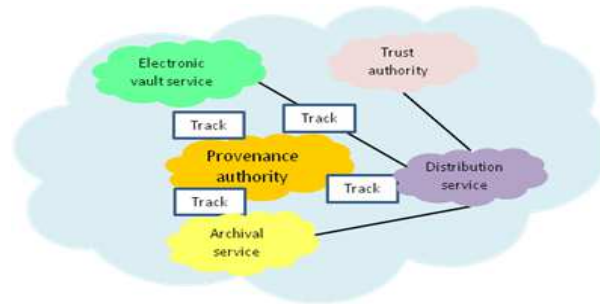 Electronic
vault service
Trust
authority
Track
Track
Provenance
authority
Distribution
service
Track
Track
Archival
service